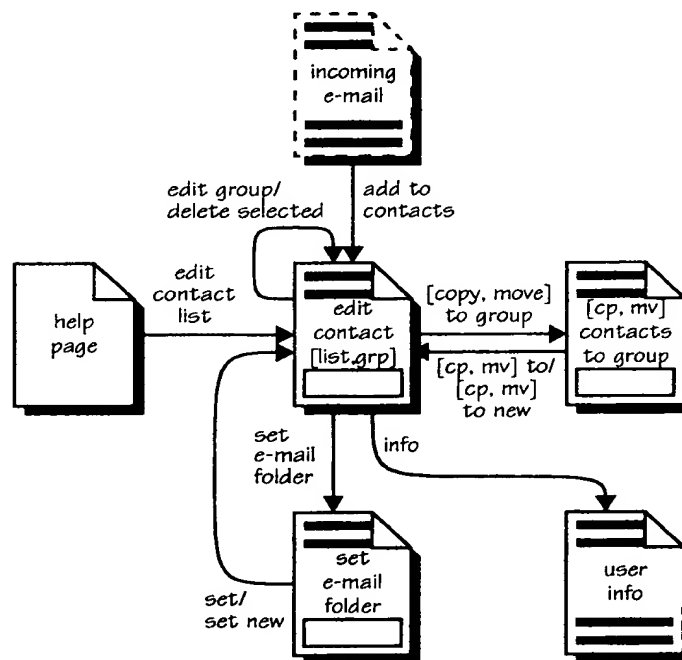 incoming
e-mail
edit group/
delete selected
add to
contacts
help
page
edit
contact
list
edit
contact
[list,grp]
[copy, move]
to group
[cp, mv]
contacts
to group
[cp, mv] to/
[cp, mv]
to new
set
e-mail
folder
info
set/
set new
set
e-mail
folder
user
info